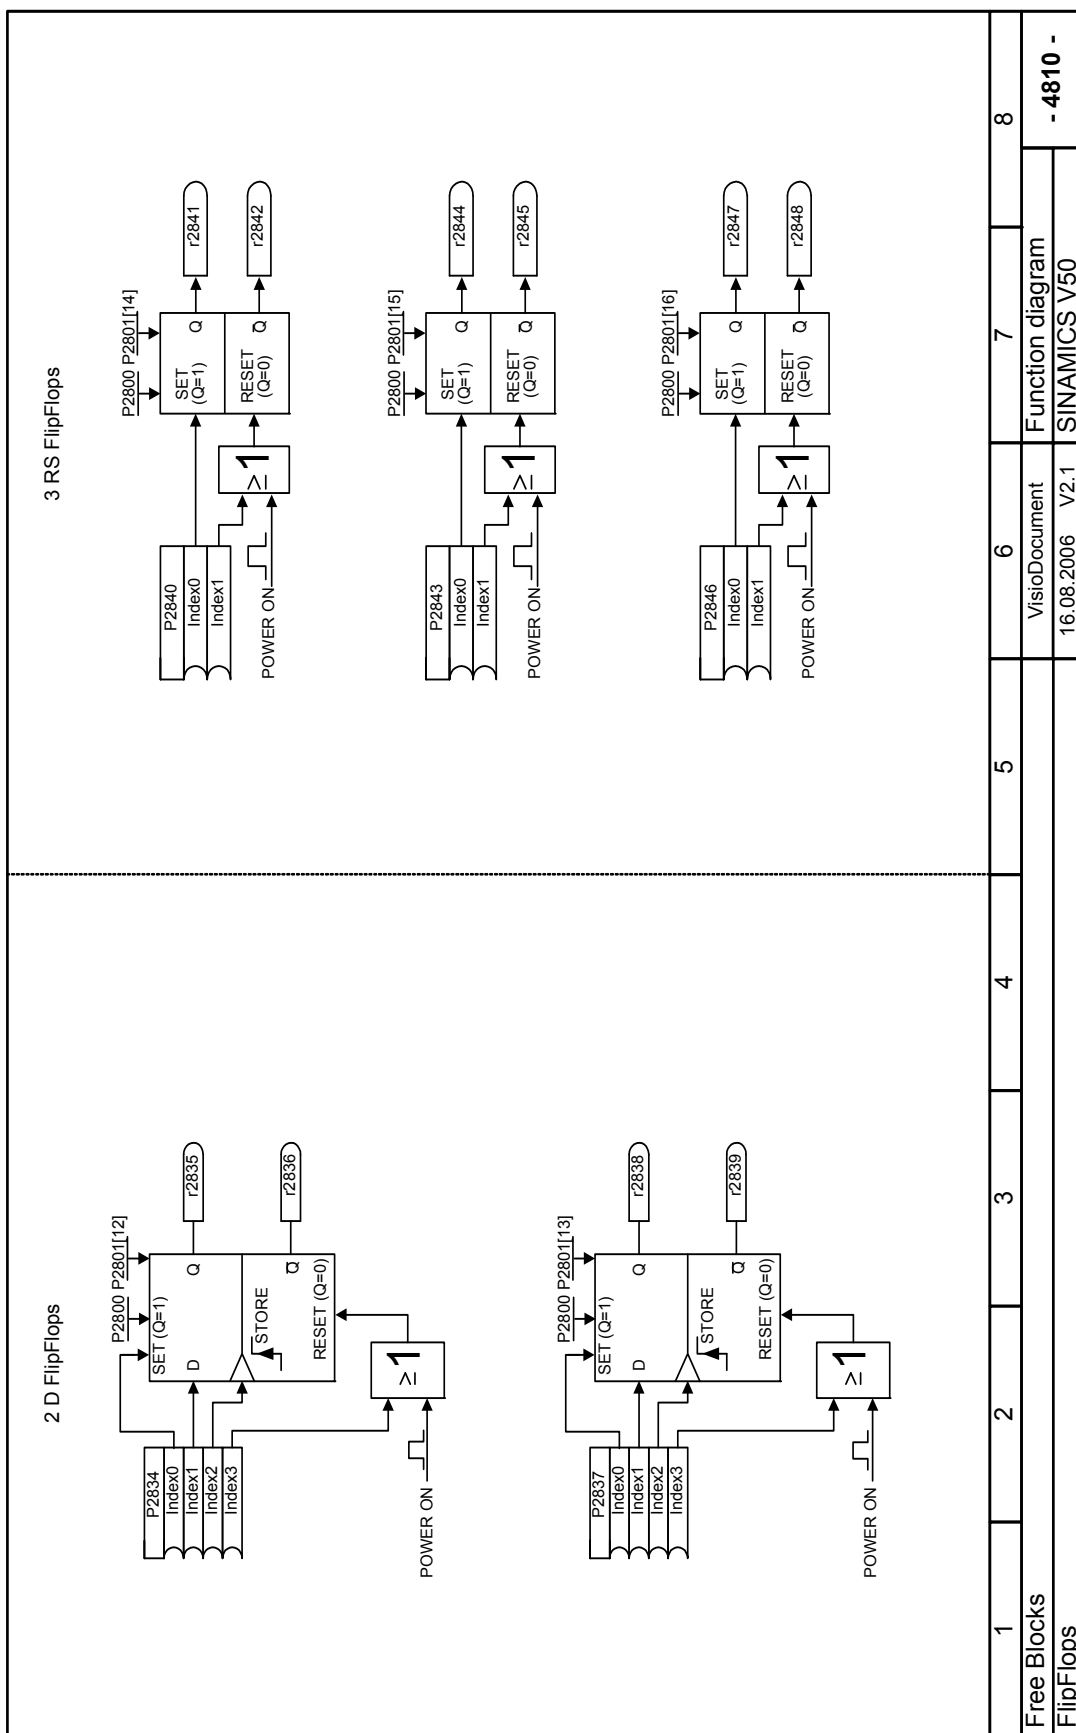 2 D FlipFlops
P2800 P2801[12]
P2834
Index0
Index1
Index2
Index3
SET (Q=1)
D
Q
STORE
RESET (Q=0)
Q̅
r2835
r2836
POWER ON
≥1
P2800 P2801[13]
P2837
Index0
Index1
Index2
Index3
SET (Q=1)
D
Q
STORE
RESET (Q=0)
Q̅
r2838
r2839
POWER ON
≥1
3 RS FlipFlops
P2800 P2801[14]
P2840
Index0
Index1
SET
(Q=1)
Q
RESET
(Q=0)
Q̅
r2841
r2842
POWER ON
≥1
P2800 P2801[15]
P2843
Index0
Index1
SET
(Q=1)
Q
RESET
(Q=0)
Q̅
r2844
r2845
POWER ON
≥1
P2800 P2801[16]
P2846
Index0
Index1
SET
(Q=1)
Q
RESET
(Q=0)
Q̅
r2847
r2848
POWER ON
≥1
1 2 3 4 5 6 7 8
Free Blocks
FlipFlops
VisioDocument
16.08.2006 V2.1
Function diagram
SINAMICS V50
- 4810 -